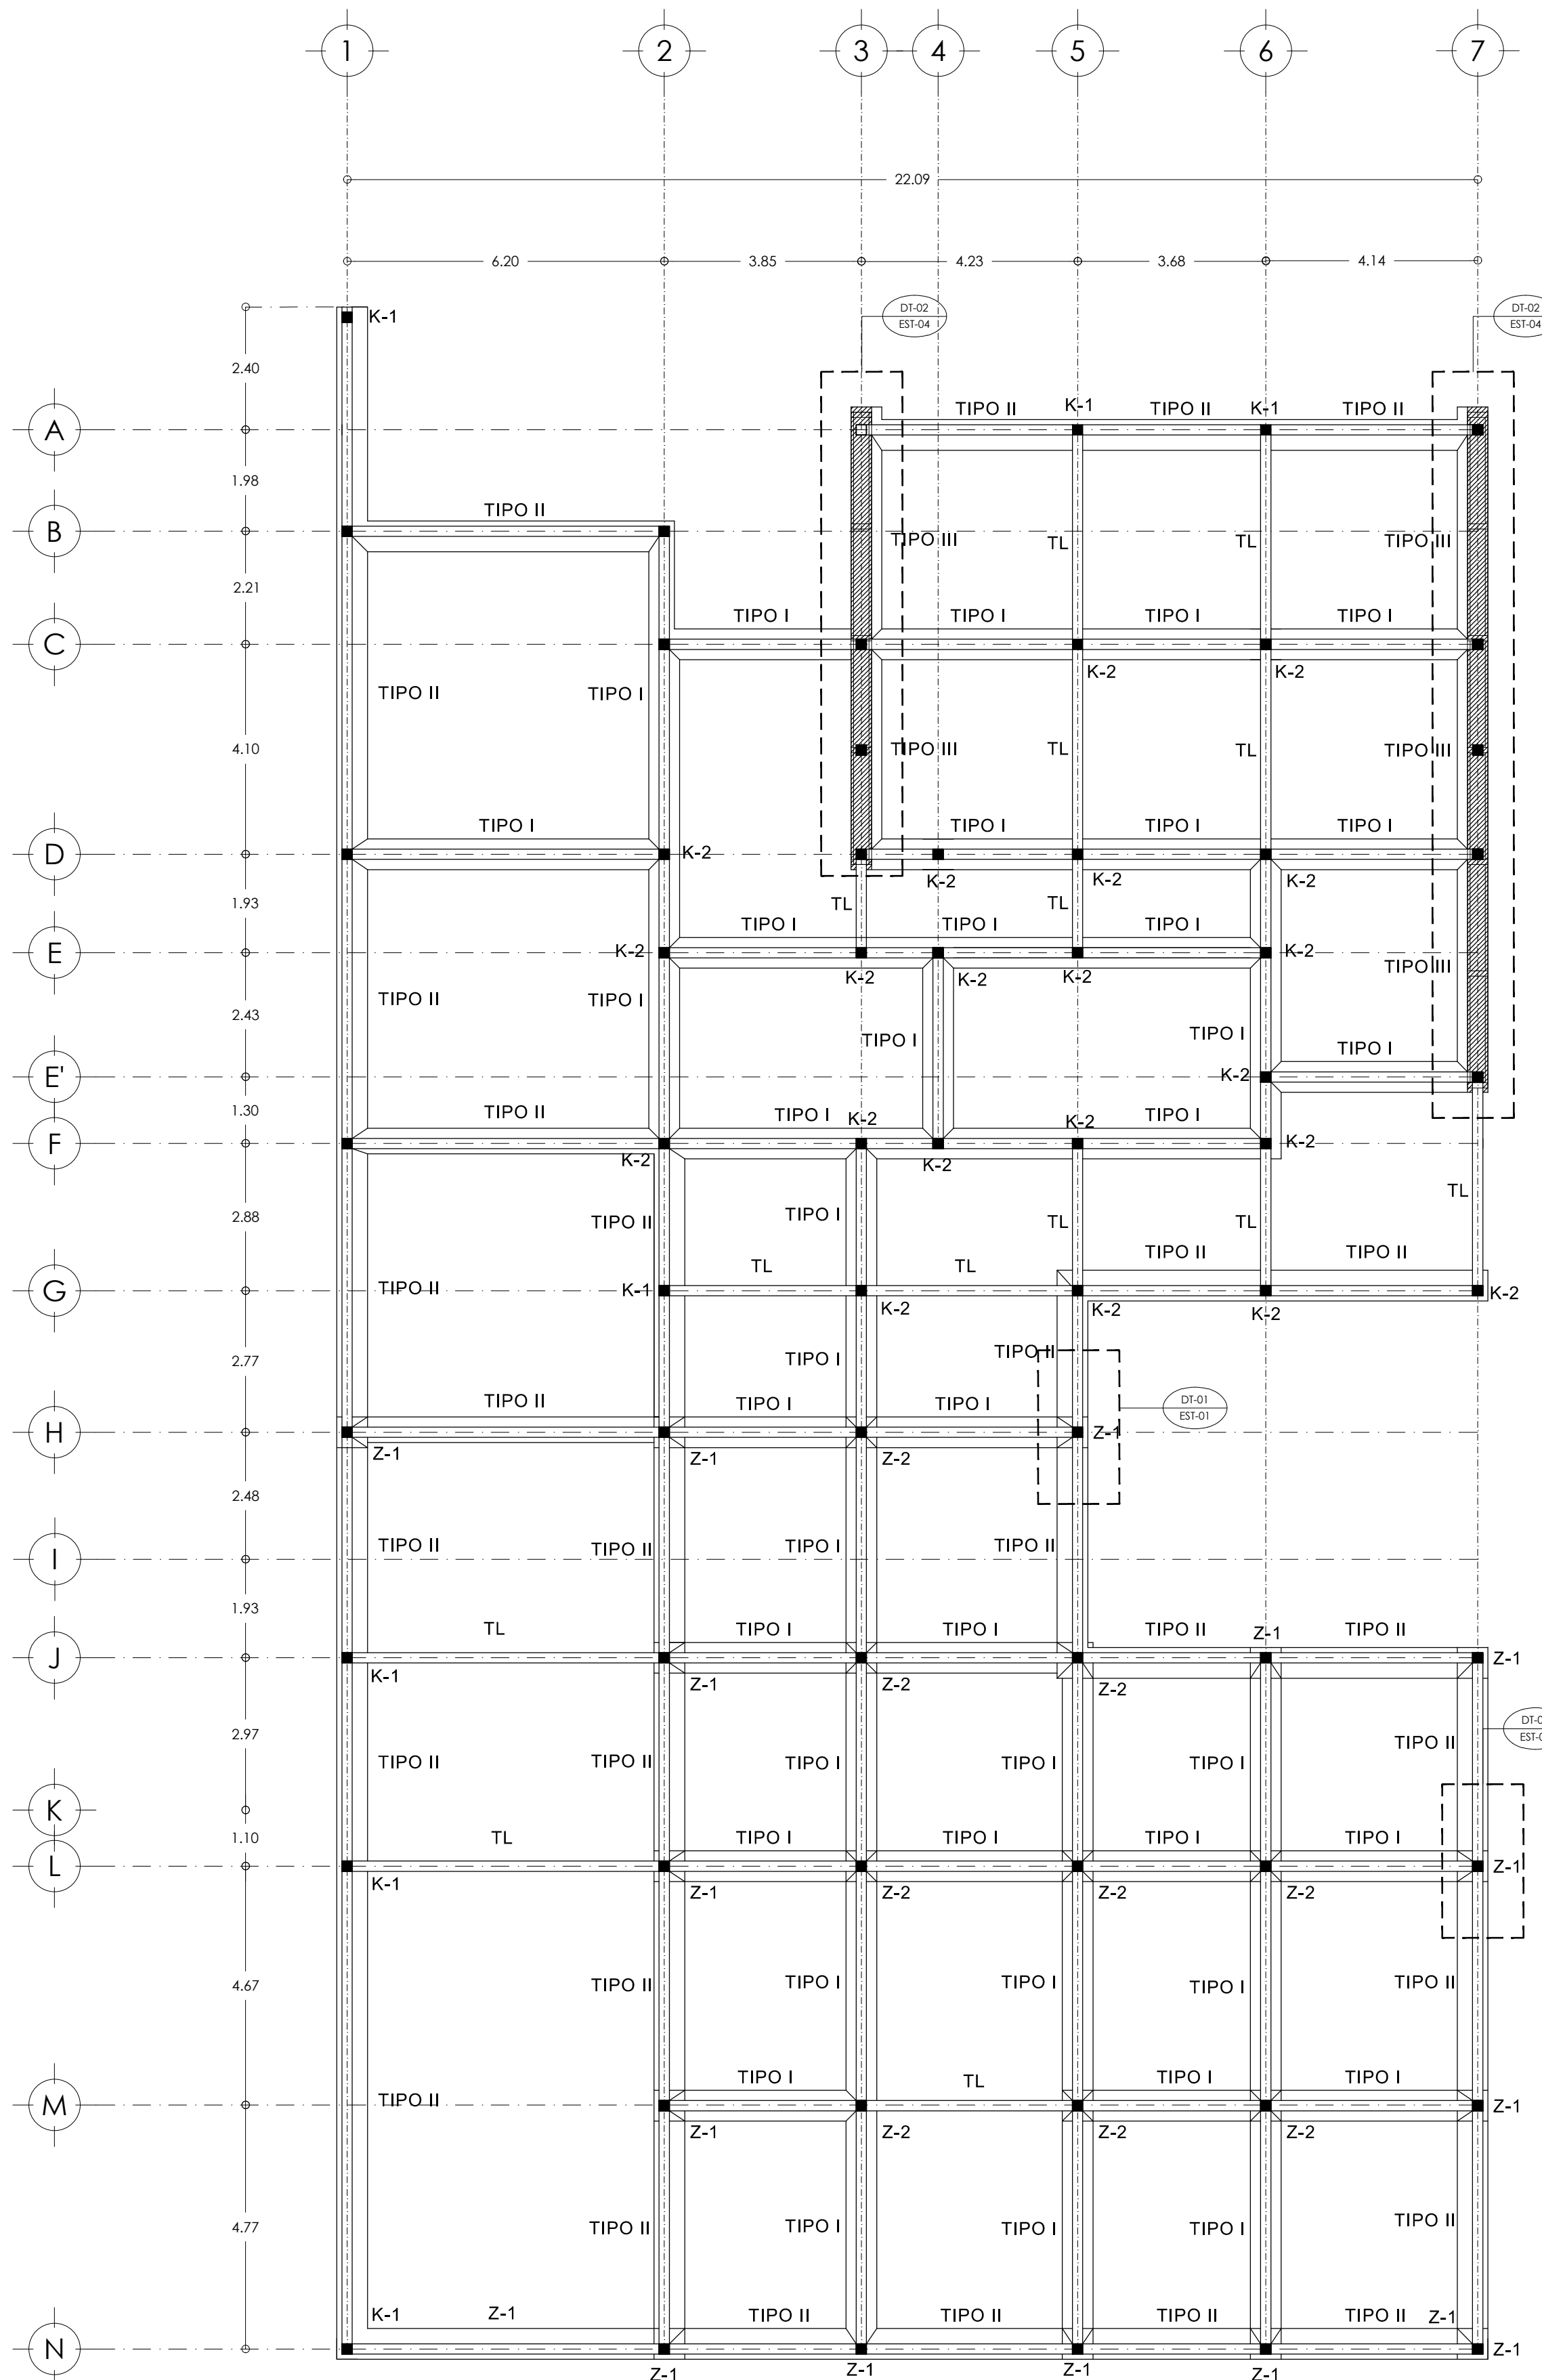 1 2 3 4 5 6 7
22.09
6.20 3.85 4.23 3.68 4.14
DT-02 DT-02
EST-04 EST-04
K-1
2.40
TIPO II K-1 TIPO II K-1 TIPO II
A
1.98
TIPO II
B
TIPO III TL TL TIPO III
2.21
TIPO I TIPO I TIPO I TIPO I
C
K-2 K-2
TIPO II TIPO I
4.10 TIPO III TL TL TIPO III
TIPO I TIPO I TIPO I TIPO I
D K-2
K-2 K-2 K-2
1.93 TL TL
TIPO I TIPO I TIPO I
E K-2 K-2
K-2 K-2 K-2
TIPO III
TIPO II TIPO I
2.43
TIPO I TIPO I TIPO I
E' K-2
1.30 TIPO II TIPO I K-2 K-2 TIPO I
F K-2
K-2 K-2
TL
2.88 TIPO II TIPO I TL TL
TIPO II TIPO II
TL TL
G TIPO II K-1 K-2
K-2 K-2 K-2
2.77 TIPO I TIPO II
TIPO II TIPO I TIPO I
DT-01
EST-01
H Z-1
Z-1 Z-1 Z-2
2.48
TIPO II TIPO II TIPO I TIPO II
I
1.93
TL TIPO I TIPO I TIPO II Z-1 TIPO II
J Z-1
K-1 Z-1 Z-2 Z-2
2.97
TIPO II TIPO II TIPO I TIPO I TIPO I TIPO II
K
1.10 TL TIPO I TIPO I TIPO I TIPO I
L Z-1
K-1 Z-1 Z-2 Z-2 Z-2
4.67 TIPO II TIPO I TIPO I TIPO I TIPO II
TIPO I TL TIPO I TIPO I
M TIPO II Z-1
Z-1 Z-2 Z-2 Z-2
4.77 TIPO II TIPO I TIPO I TIPO I TIPO II
K-1 Z-1 TIPO II TIPO II TIPO II TIPO II Z-1
N Z-1
Z-1 Z-1 Z-1 Z-1